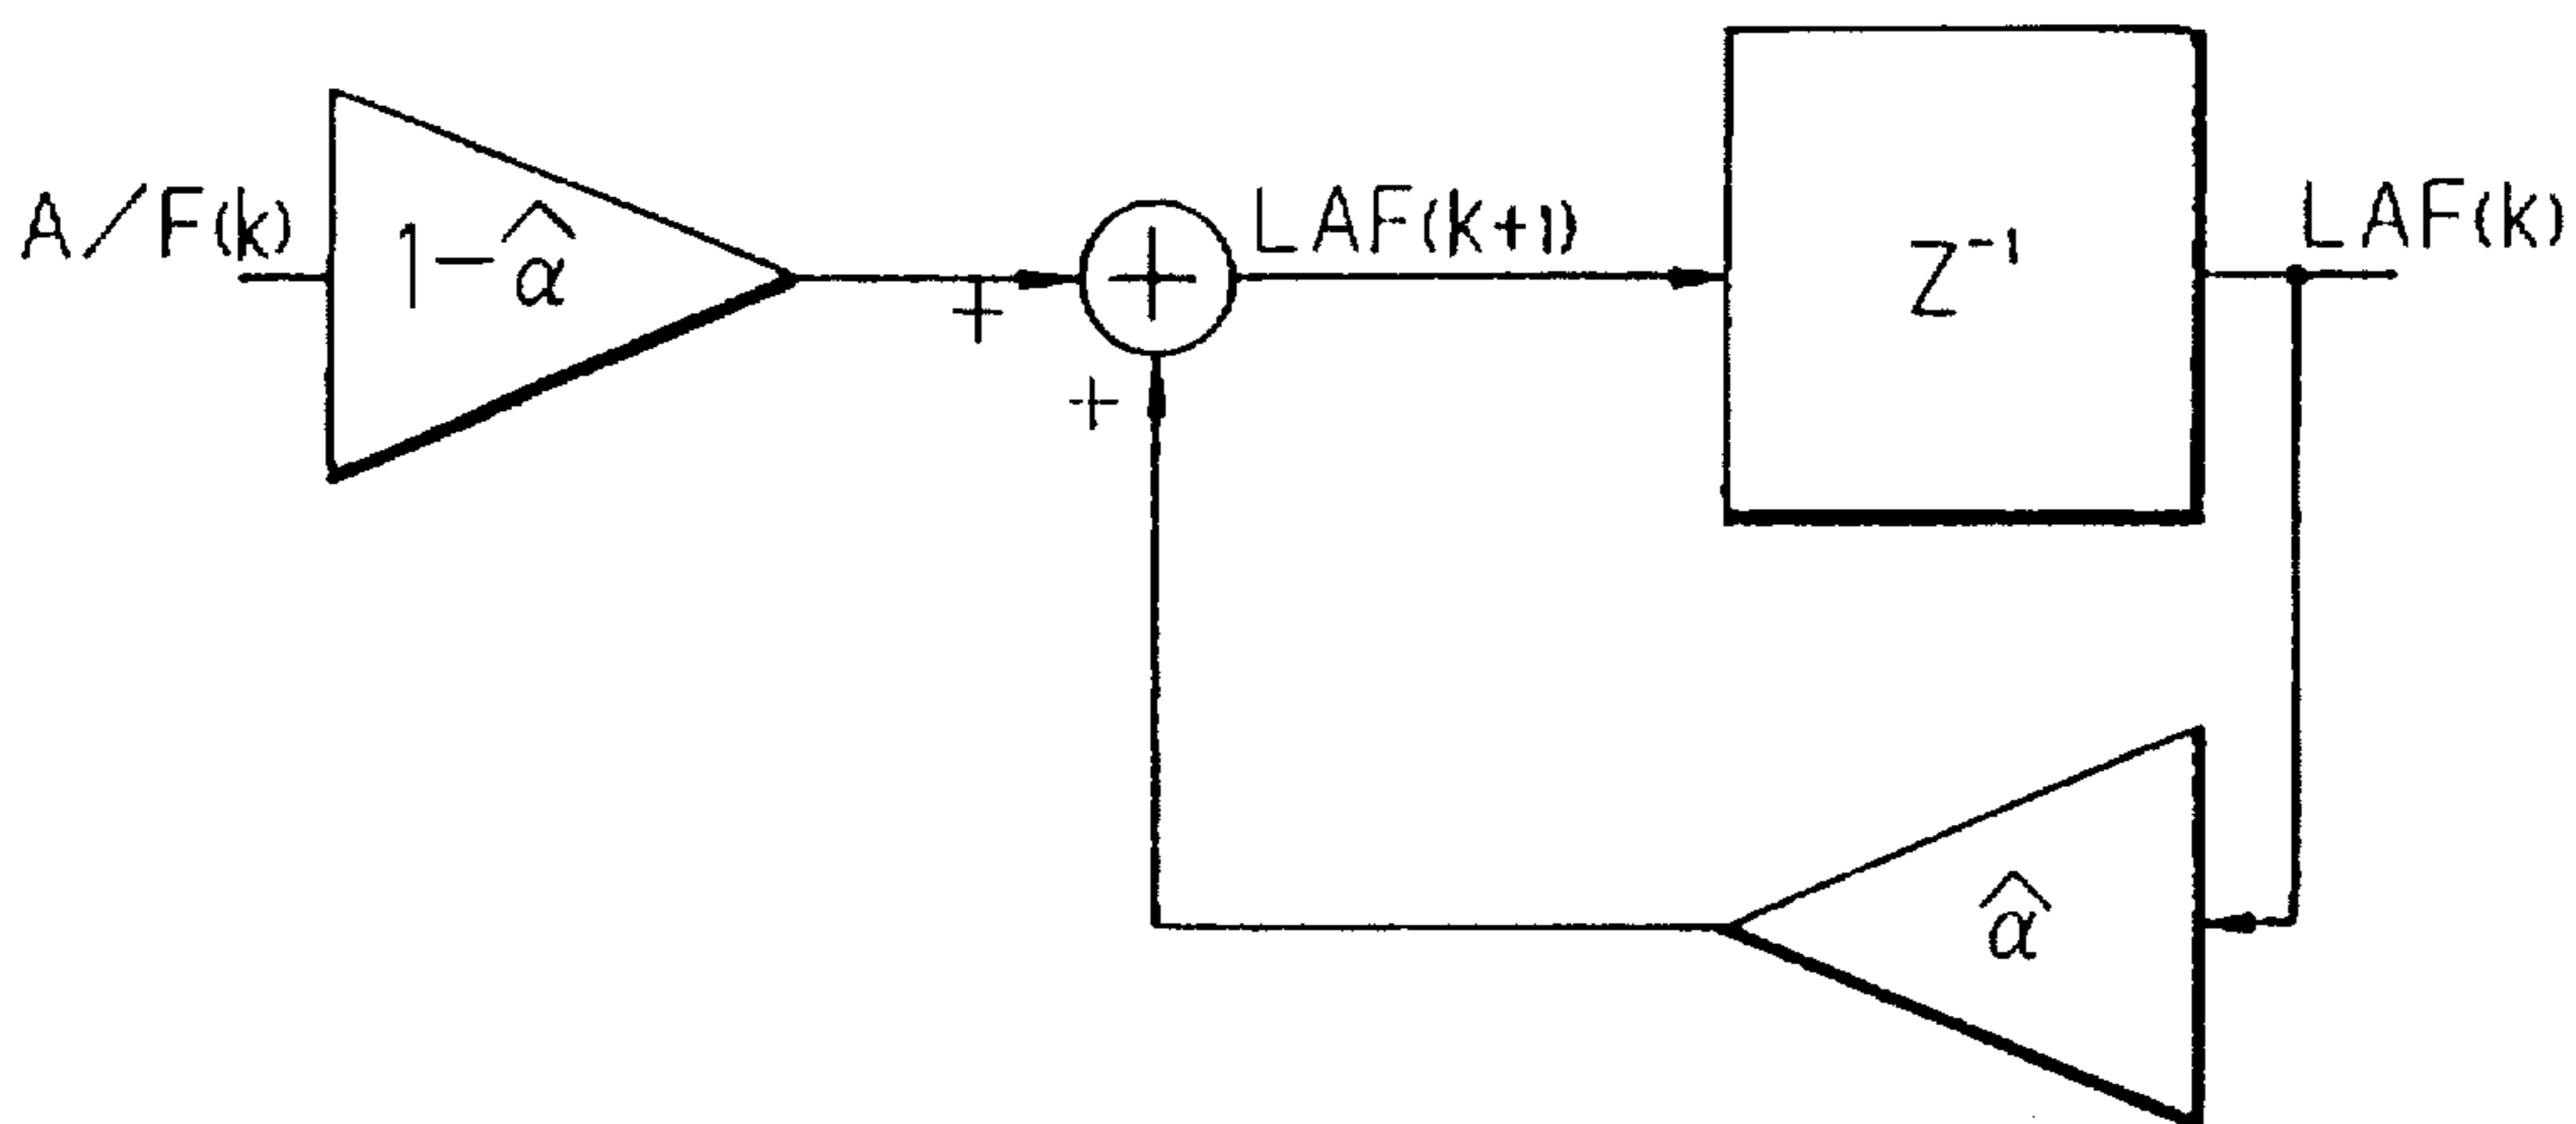 A/F(k)
1-α̂
+
+
+
LAF(k+1)
Z⁻¹
LAF(k)
α̂